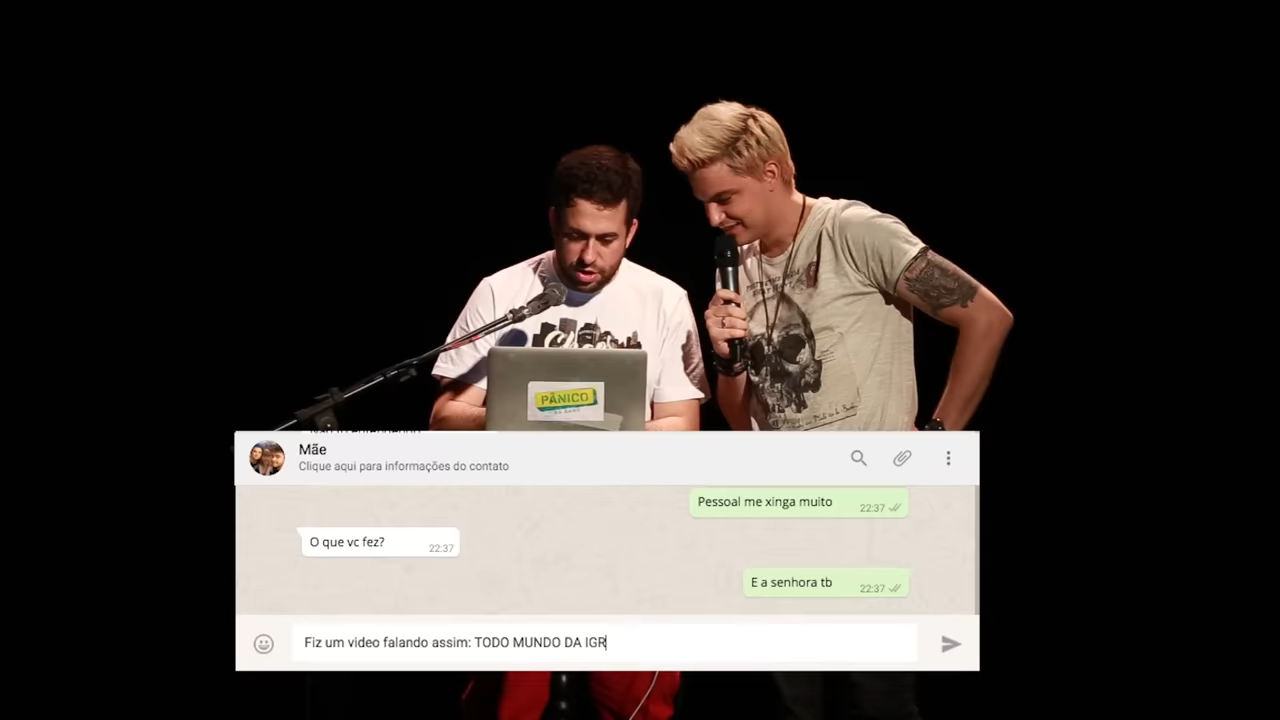 PÂNICO
Mãe
Clique aqui para informações do contato
Pessoal me xinga muito
22:37
O que vc fez?
22:37
E a senhora tb
22:37
Fiz um video falando assim: TODO MUNDO DA IGR